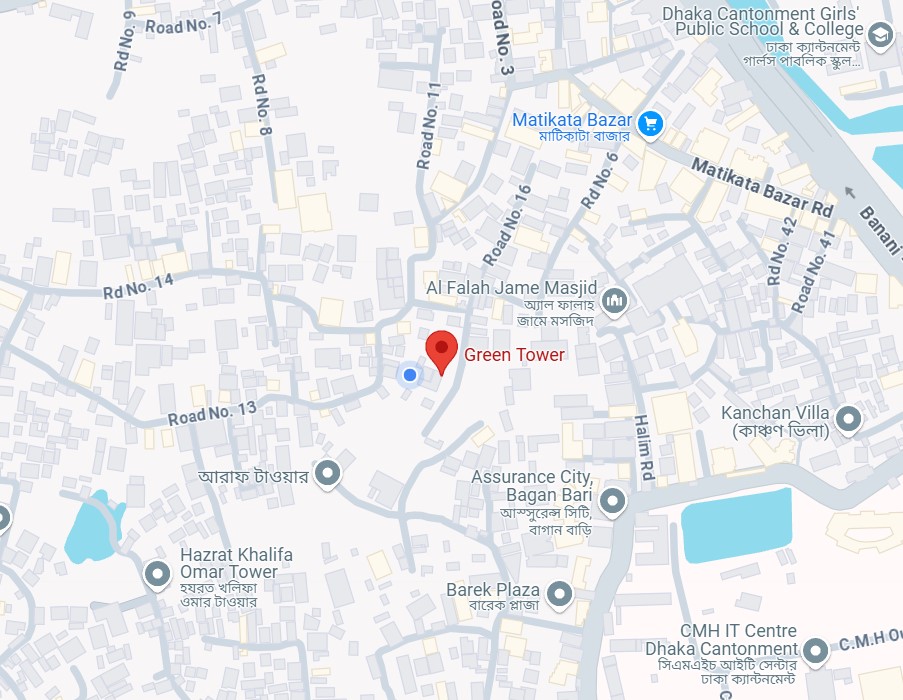 Rd No. 9
Road No. 7
Road No. 3
Dhaka Cantonment Girls'
Public School & College
ঢাকা ক্যান্টনমেন্ট
গার্লস পাবলিক স্কুল...
Rd No. 8
Road No. 11
Matikata Bazar
মাটিকাটা বাজার
Rd No. 6
Matikata Bazar Rd
Banani
Road No. 16
Rd No. 42
Road No. 41
Rd No. 14
Al Falah Jame Masjid
অ্যাল ফালাহ
জামে মসজিদ
Green Tower
Road No. 13
Halim Rd
Kanchan Villa
(কাঞ্চণ ভিলা)
আরাফ টাওয়ার
Assurance City,
Bagan Bari
আস্সুরেন্স সিটি,
বাগান বাড়ি
Hazrat Khalifa
Omar Tower
হযরত খলিফা
ওমার টাওয়ার
Barek Plaza
বারেক প্লাজা
CMH IT Centre
Dhaka Cantonment
সিএমএইচ আইটি সেন্টার
ঢাকা ক্যান্টনমেন্ট
C.M.H Ou